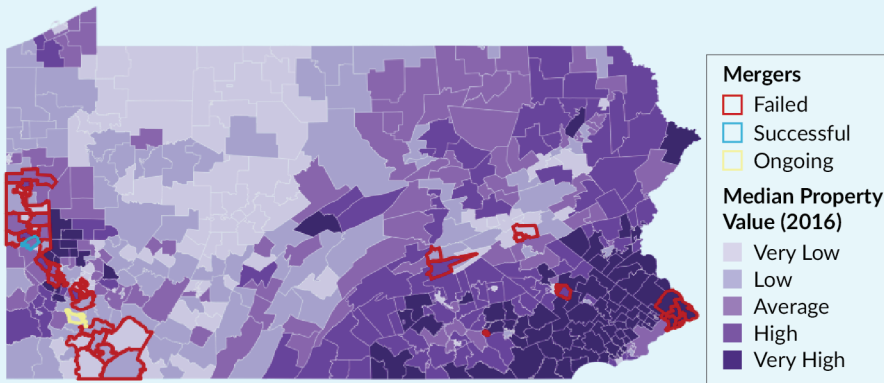 Mergers
Failed
Successful
Ongoing
Median Property
Value (2016)
Very Low
Low
Average
High
Very High